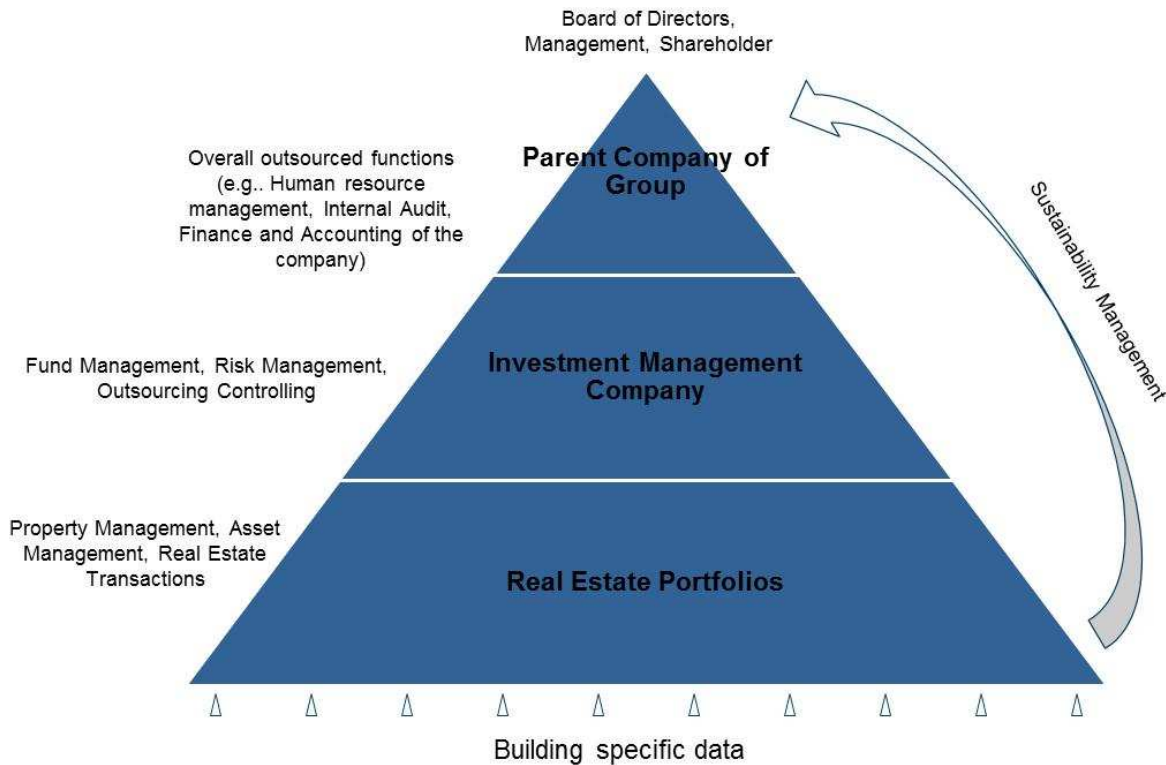 Board of Directors,
Management, Shareholder
Parent Company of
Group
Overall outsourced functions
(e.g.. Human resource
management, Internal Audit,
Finance and Accounting of the
company)
Sustainability Management
Investment Management
Company
Fund Management, Risk Management,
Outsourcing Controlling
Property Management, Asset
Management, Real Estate
Transactions
Real Estate Portfolios
Building specific data